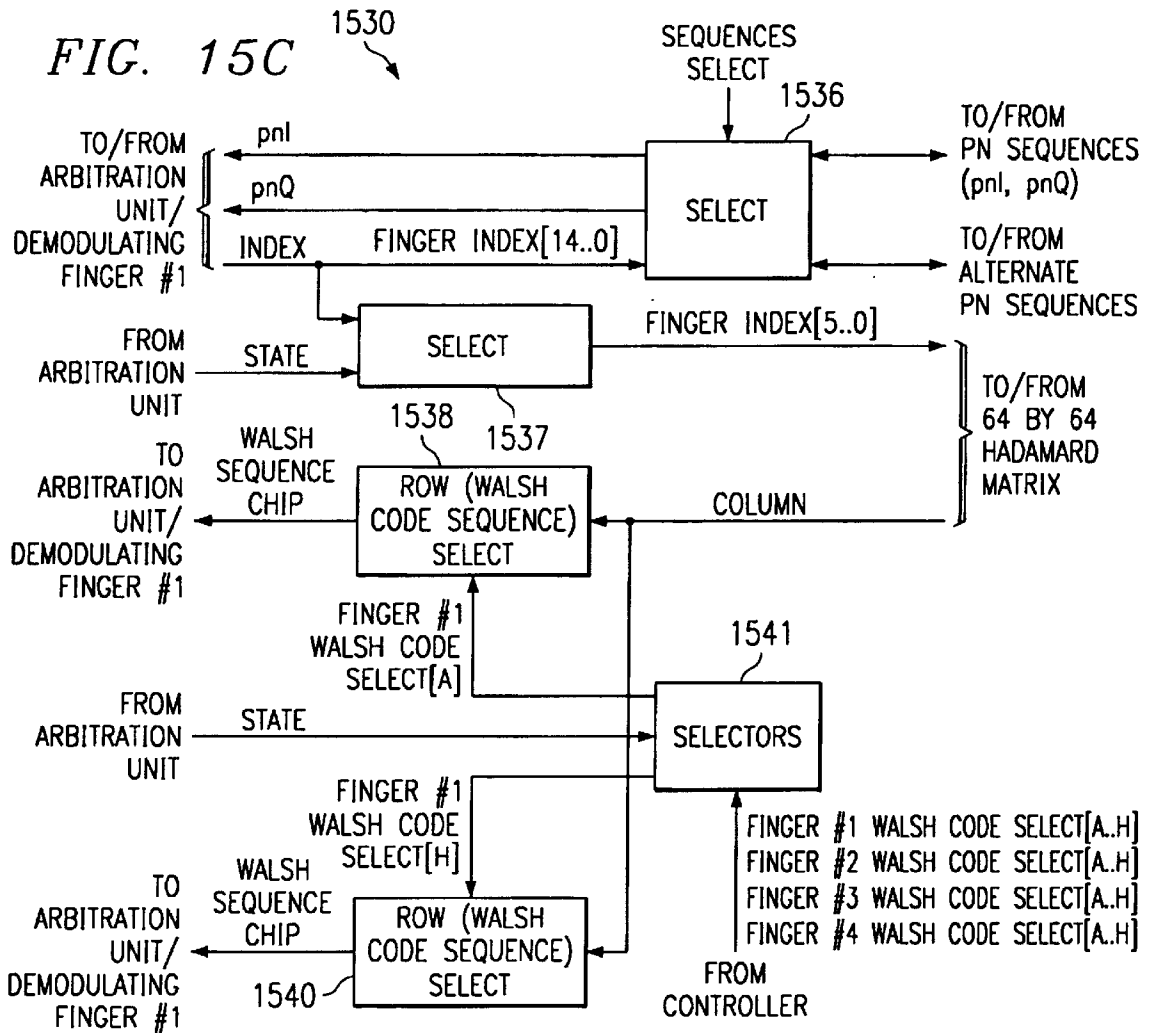 FIG. 15C
1530
SEQUENCES
SELECT
1536
TO/FROM
ARBITRATION
UNIT/
DEMODULATING
FINGER #1
pnI
pnQ
INDEX
FINGER INDEX[14..0]
SELECT
TO/FROM
PN SEQUENCES
(pnI, pnQ)
TO/FROM
ALTERNATE
PN SEQUENCES
FROM
ARBITRATION
UNIT
STATE
SELECT
1537
FINGER INDEX[5..0]
TO/FROM
64 BY 64
HADAMARD
MATRIX
1538
TO
ARBITRATION
UNIT/
DEMODULATING
FINGER #1
WALSH
SEQUENCE
CHIP
ROW (WALSH
CODE SEQUENCE)
SELECT
COLUMN
FINGER #1
WALSH CODE
SELECT[A]
1541
FROM
ARBITRATION
UNIT
STATE
SELECTORS
FINGER #1
WALSH CODE
SELECT[H]
FINGER #1 WALSH CODE SELECT[A..H]
FINGER #2 WALSH CODE SELECT[A..H]
FINGER #3 WALSH CODE SELECT[A..H]
FINGER #4 WALSH CODE SELECT[A..H]
FROM
CONTROLLER
TO
ARBITRATION
UNIT/
DEMODULATING
FINGER #1
WALSH
SEQUENCE
CHIP
ROW (WALSH
CODE SEQUENCE)
SELECT
1540